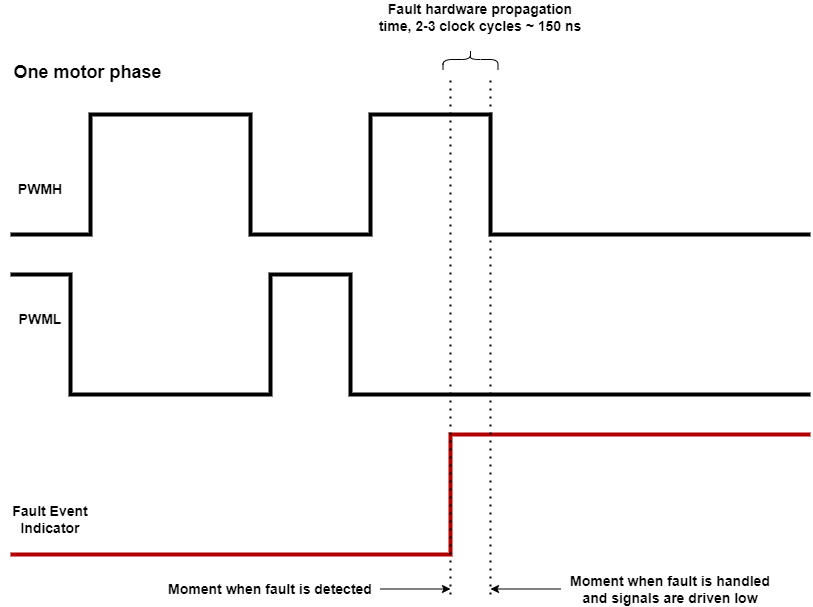 Fault hardware propagation
time, 2-3 clock cycles ~ 150 ns
One motor phase
PWMH
PWML
Fault Event
Indicator
Moment when fault is detected
Moment when fault is handled
and signals are driven low